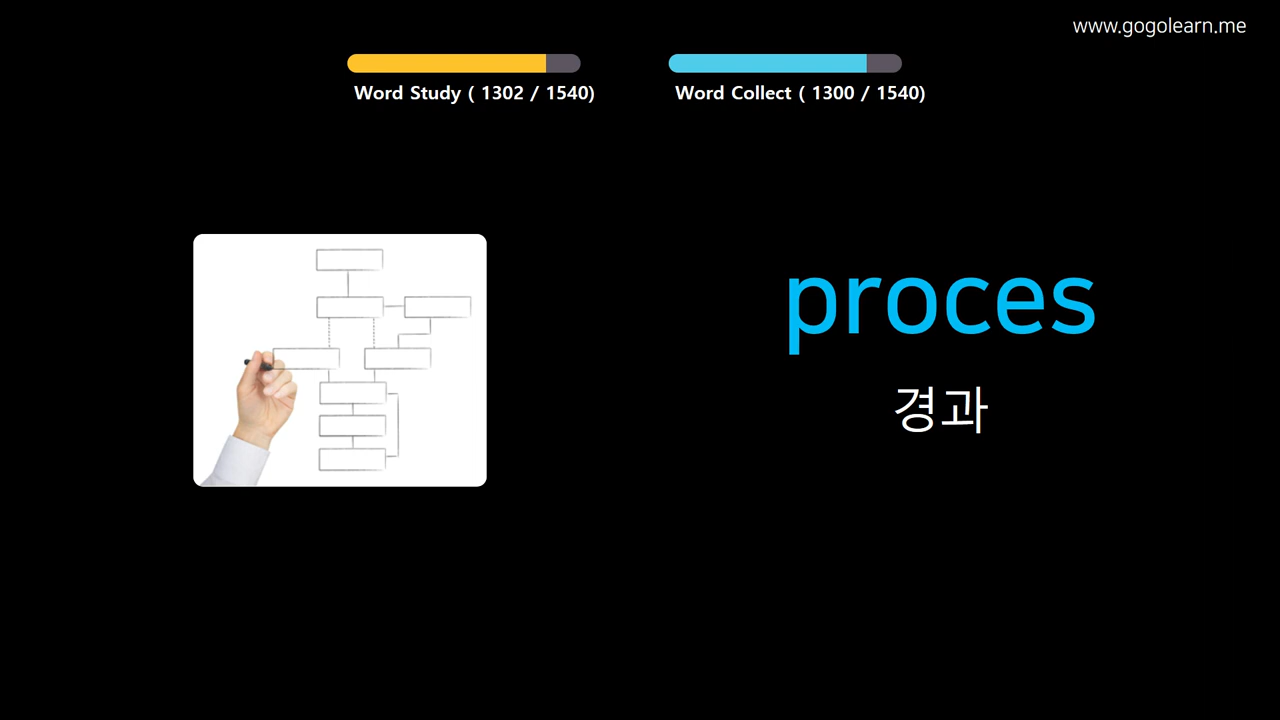 www.gogolearn.me
Word Study ( 1302 / 1540)
Word Collect ( 1300 / 1540)
proces
경과